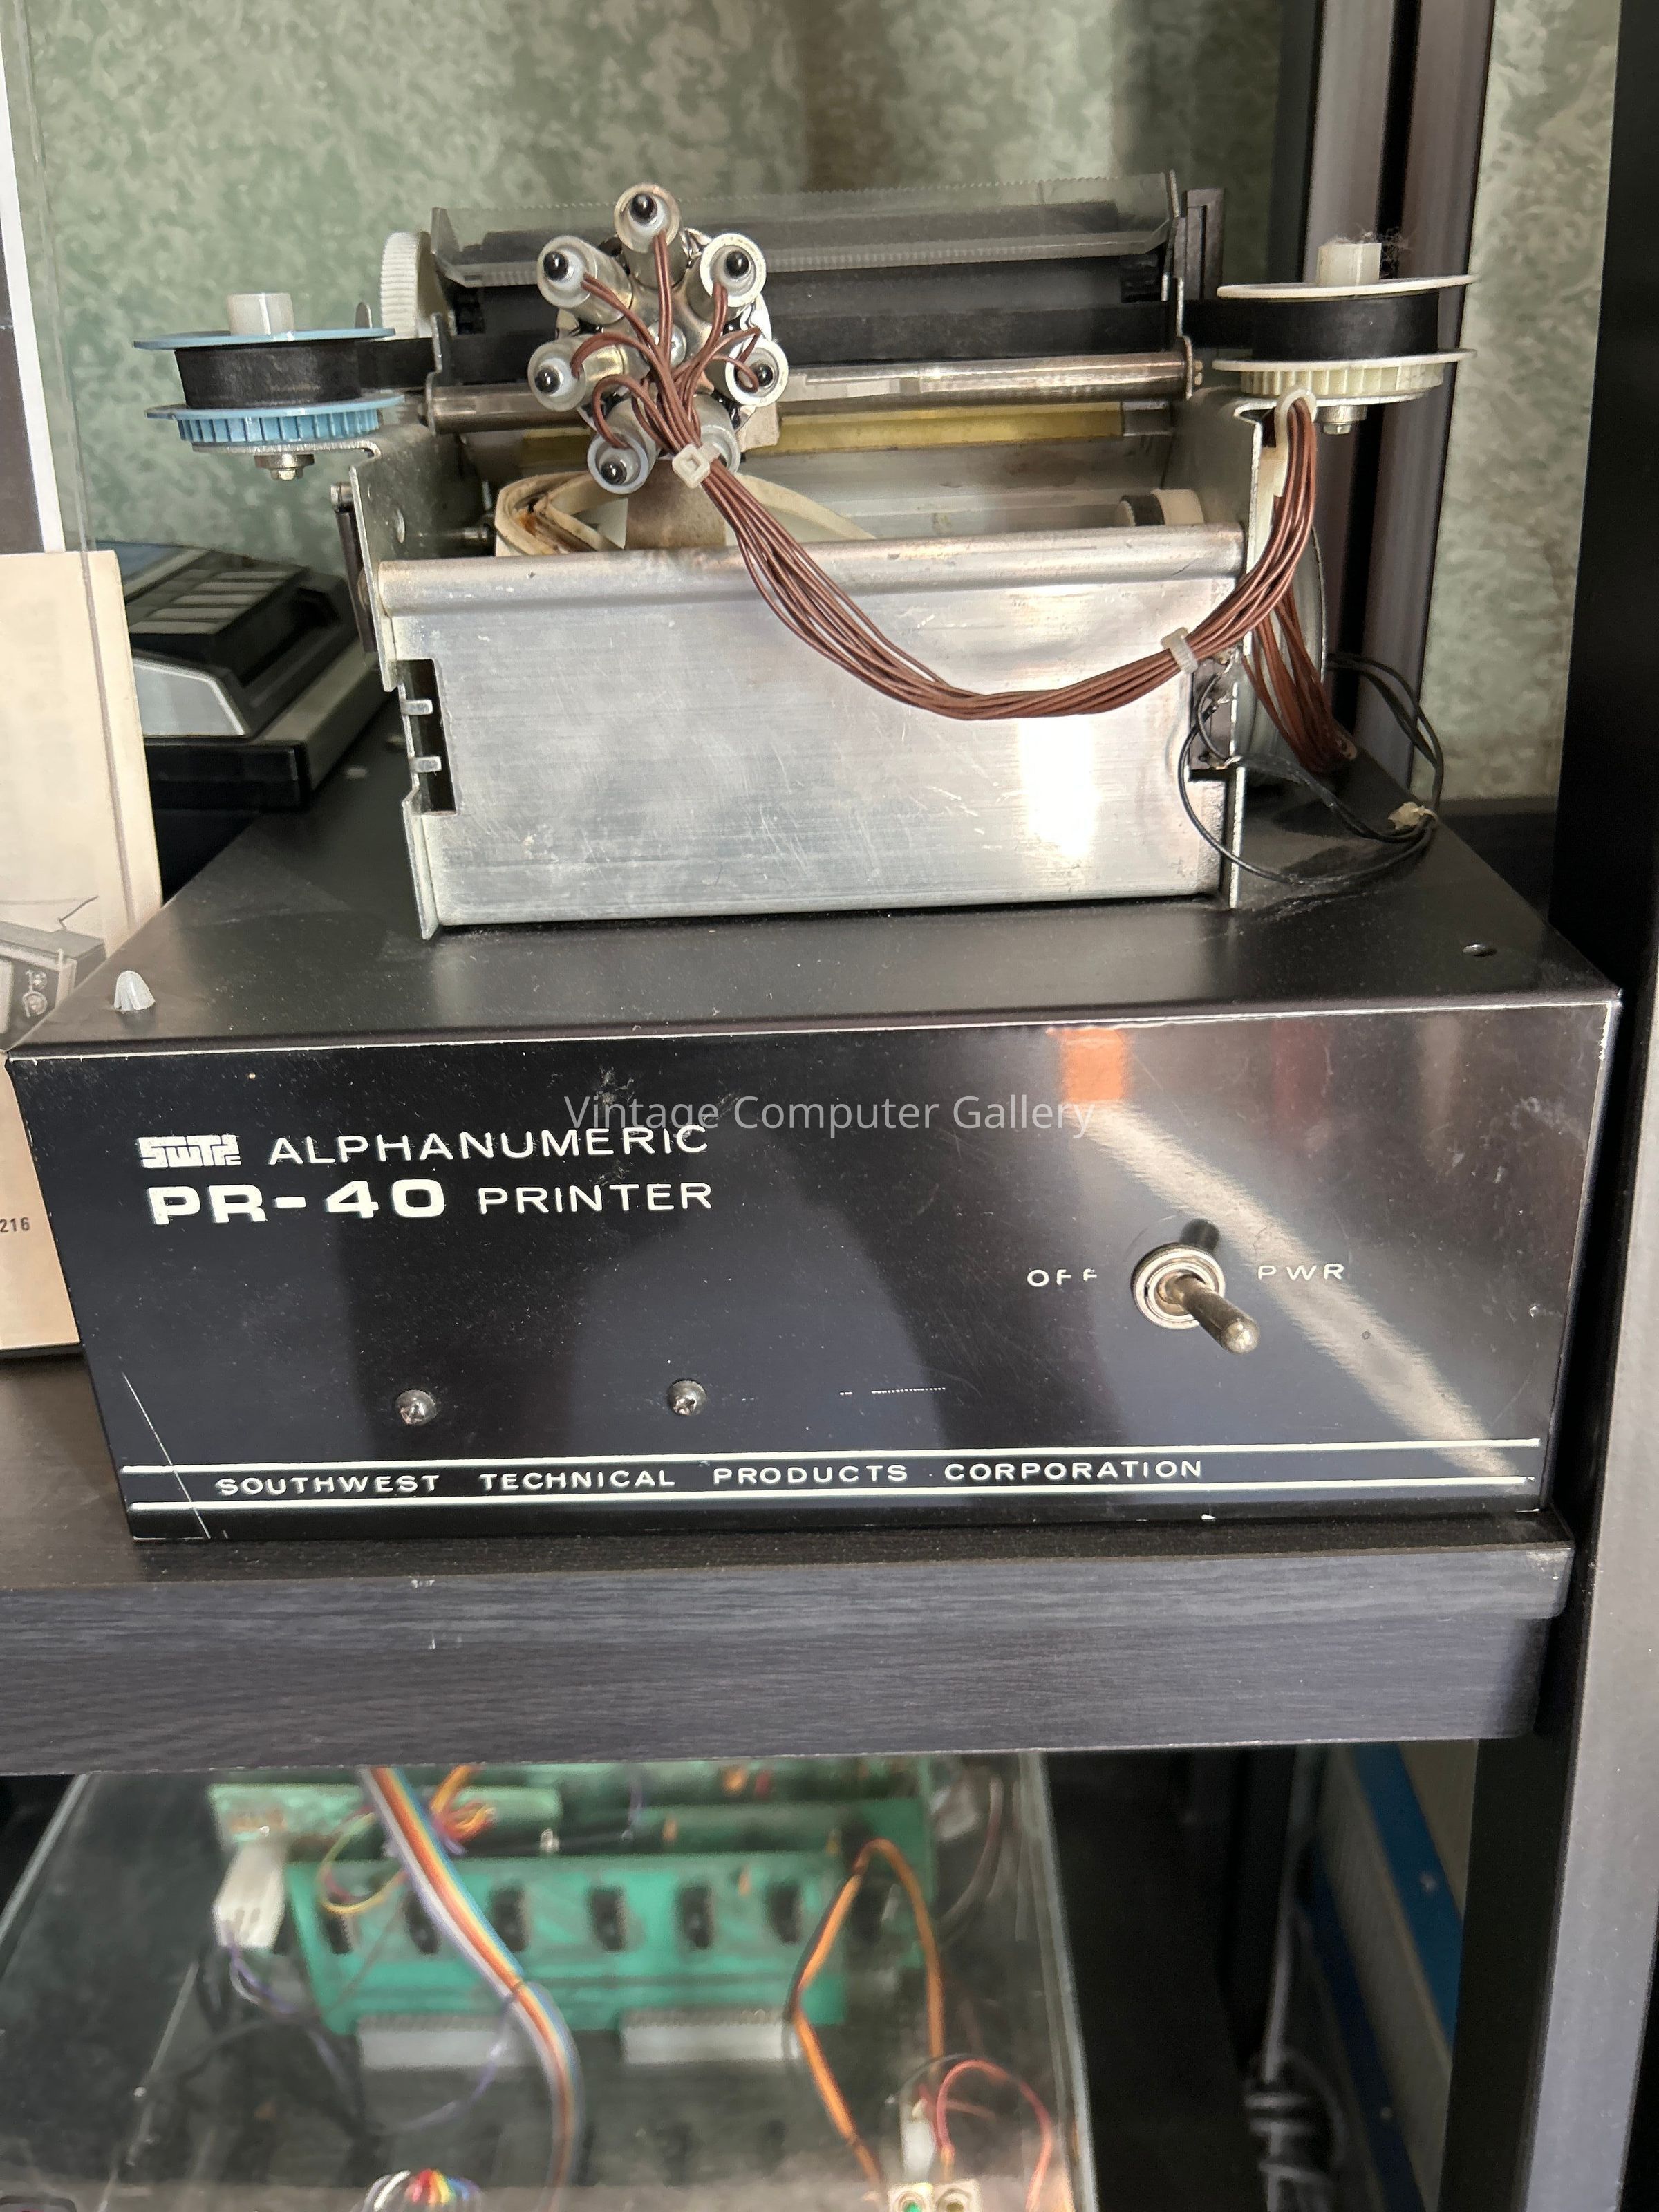 Vintage Computer Gallery
SWTPC ALPHANUMERIC
PR-40 PRINTER
OFF PWR
216
SOUTHWEST TECHNICAL PRODUCTS CORPORATION